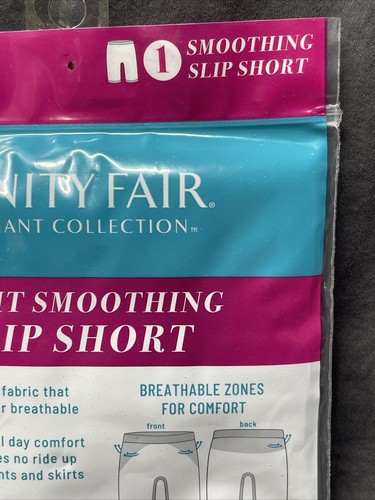 1 SMOOTHING
SLIP SHORT
NITY FAIR®
ANT COLLECTION™
IT SMOOTHING
IP SHORT
fabric that
r breathable
l day comfort
es no ride up
nts and skirts
BREATHABLE ZONES
FOR COMFORT
front back